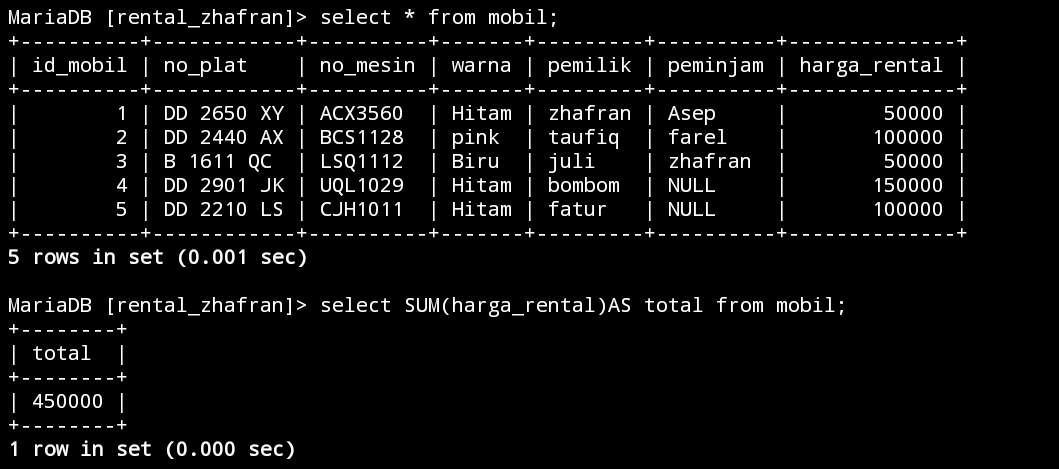 MariaDB [rental_zhafran]> select * from mobil;
+----------+------------+----------+-------+---------+----------+--------------+
| id_mobil | no_plat    | no_mesin | warna | pemilik | peminjam | harga_rental |
+----------+------------+----------+-------+---------+----------+--------------+
|        1 | DD 2650 XY | ACX3560  | Hitam | zhafran | Asep     |        50000 |
|        2 | DD 2440 AX | BCS1128  | pink  | taufiq  | farel    |       100000 |
|        3 | B 1611 QC  | LSQ1112  | Biru  | juli    | zhafran  |        50000 |
|        4 | DD 2901 JK | UQL1029  | Hitam | bombom  | NULL     |       150000 |
|        5 | DD 2210 LS | CJH1011  | Hitam | fatur   | NULL     |       100000 |
+----------+------------+----------+-------+---------+----------+--------------+
5 rows in set (0.001 sec)
MariaDB [rental_zhafran]> select SUM(harga_rental)AS total from mobil;
+--------+
| total  |
+--------+
| 450000 |
+--------+
1 row in set (0.000 sec)